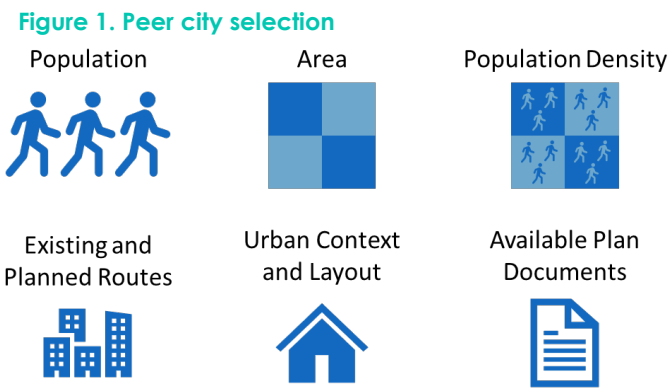 Figure 1. Peer city selection
Population
Area
Population Density
Existing and
Planned Routes
Urban Context
and Layout
Available Plan
Documents